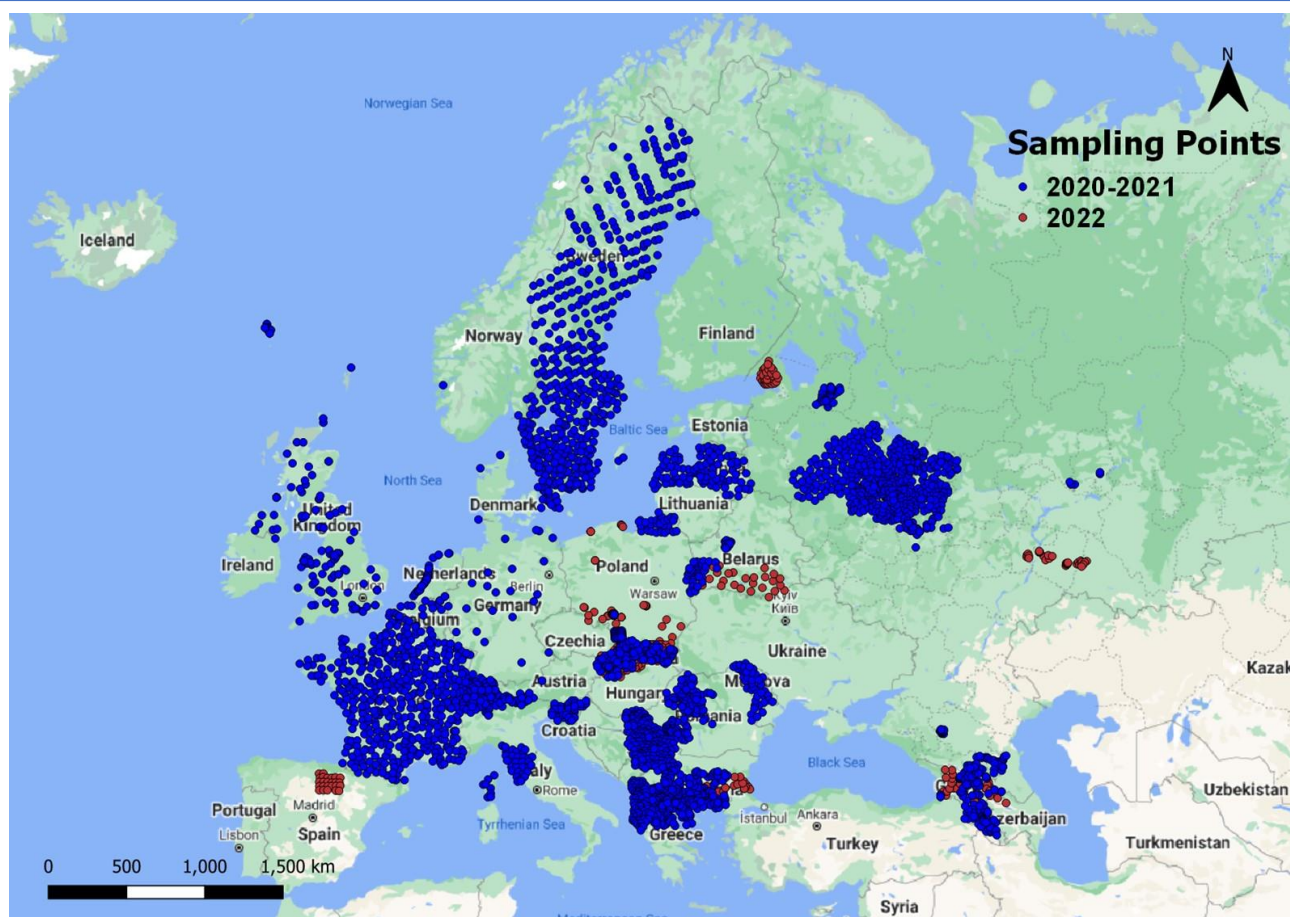 N
Norwegian Sea
Sampling Points
2020-2021
2022
Iceland
Sweden
Norway
Finland
Baltic Sea
Estonia
North Sea
Denmark
Lithuania
United
Kingdom
Ireland
Netherlands
London
Berlin
Poland
Warsaw
Belarus
Germany
Kyiv
Київ
Belgium
Czechia
Ukraine
Austria
Hungary
Moldova
Romania
Kazak
Croatia
Italy
Rome
Black Sea
Portugal
Madrid
Lisbon
Spain
Tyrrhenian Sea
Greece
İstanbul
Ankara
Turkey
zerbaijan
Uzbekistan
Turkmenistan
Syria
0 500 1,000 1,500 km